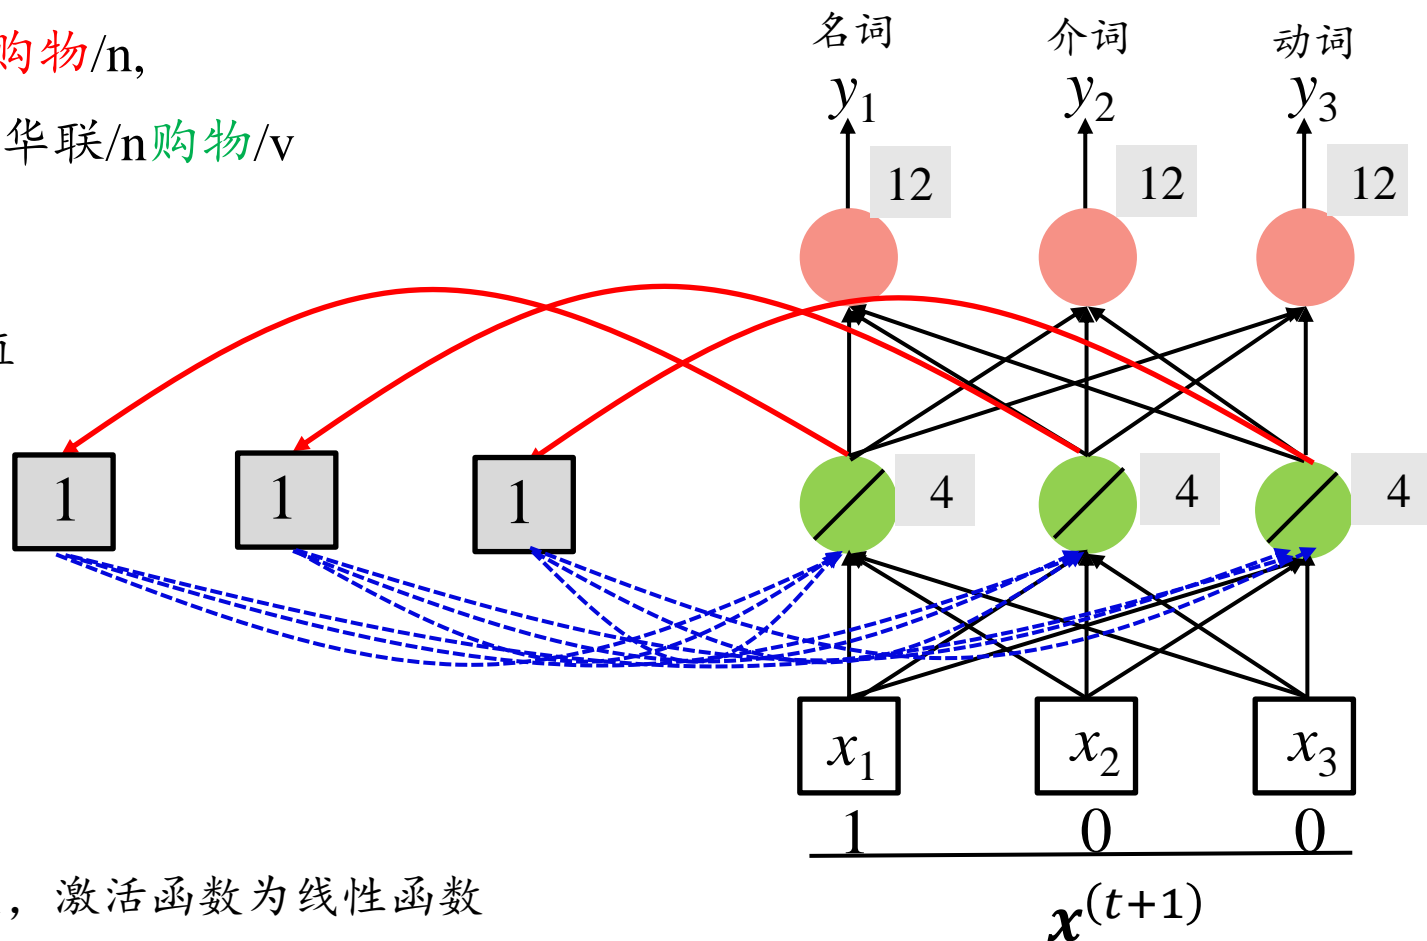 购物/n,
华联/n购物/v
名词 介词 动词
y1 y2 y3
12 12 12
1 1 1 4 4 4
x1 x2 x3
1 0 0
，激活函数为线性函数
x(t+1)